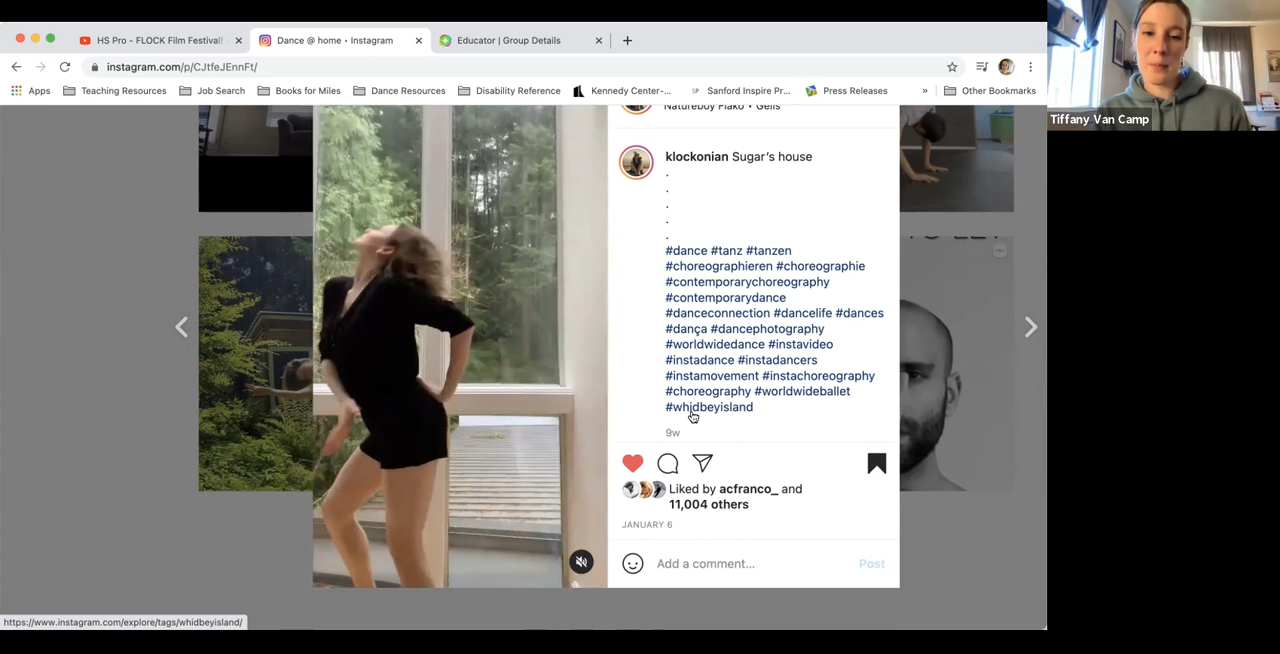 HS Pro - FLOCK Film Festival!
Dance @ home • Instagram
Educator | Group Details
instagram.com/p/CJtfeJEnnFt/
Apps
Teaching Resources
Job Search
Books for Miles
Dance Resources
Disability Reference
Kennedy Center-...
SP Sanford Inspire Pr...
Press Releases
»
Other Bookmarks
Tiffany Van Camp
klockonian Sugar's house
.
.
.
.
.
#dance #tanz #tanzen
#choreographieren #choreographie
#contemporarychoreography
#contemporarydance
#danceconnection #dancelife #dances
#dança #dancephotography
#worldwidedance #instavideo
#instadance #instadancers
#instamovement #instachoreography
#choreography #worldwideballet
#whidbeyisland
9w
Liked by acfranco_ and
11,004 others
JANUARY 6
Add a comment... Post
https://www.instagram.com/explore/tags/whidbeyisland/